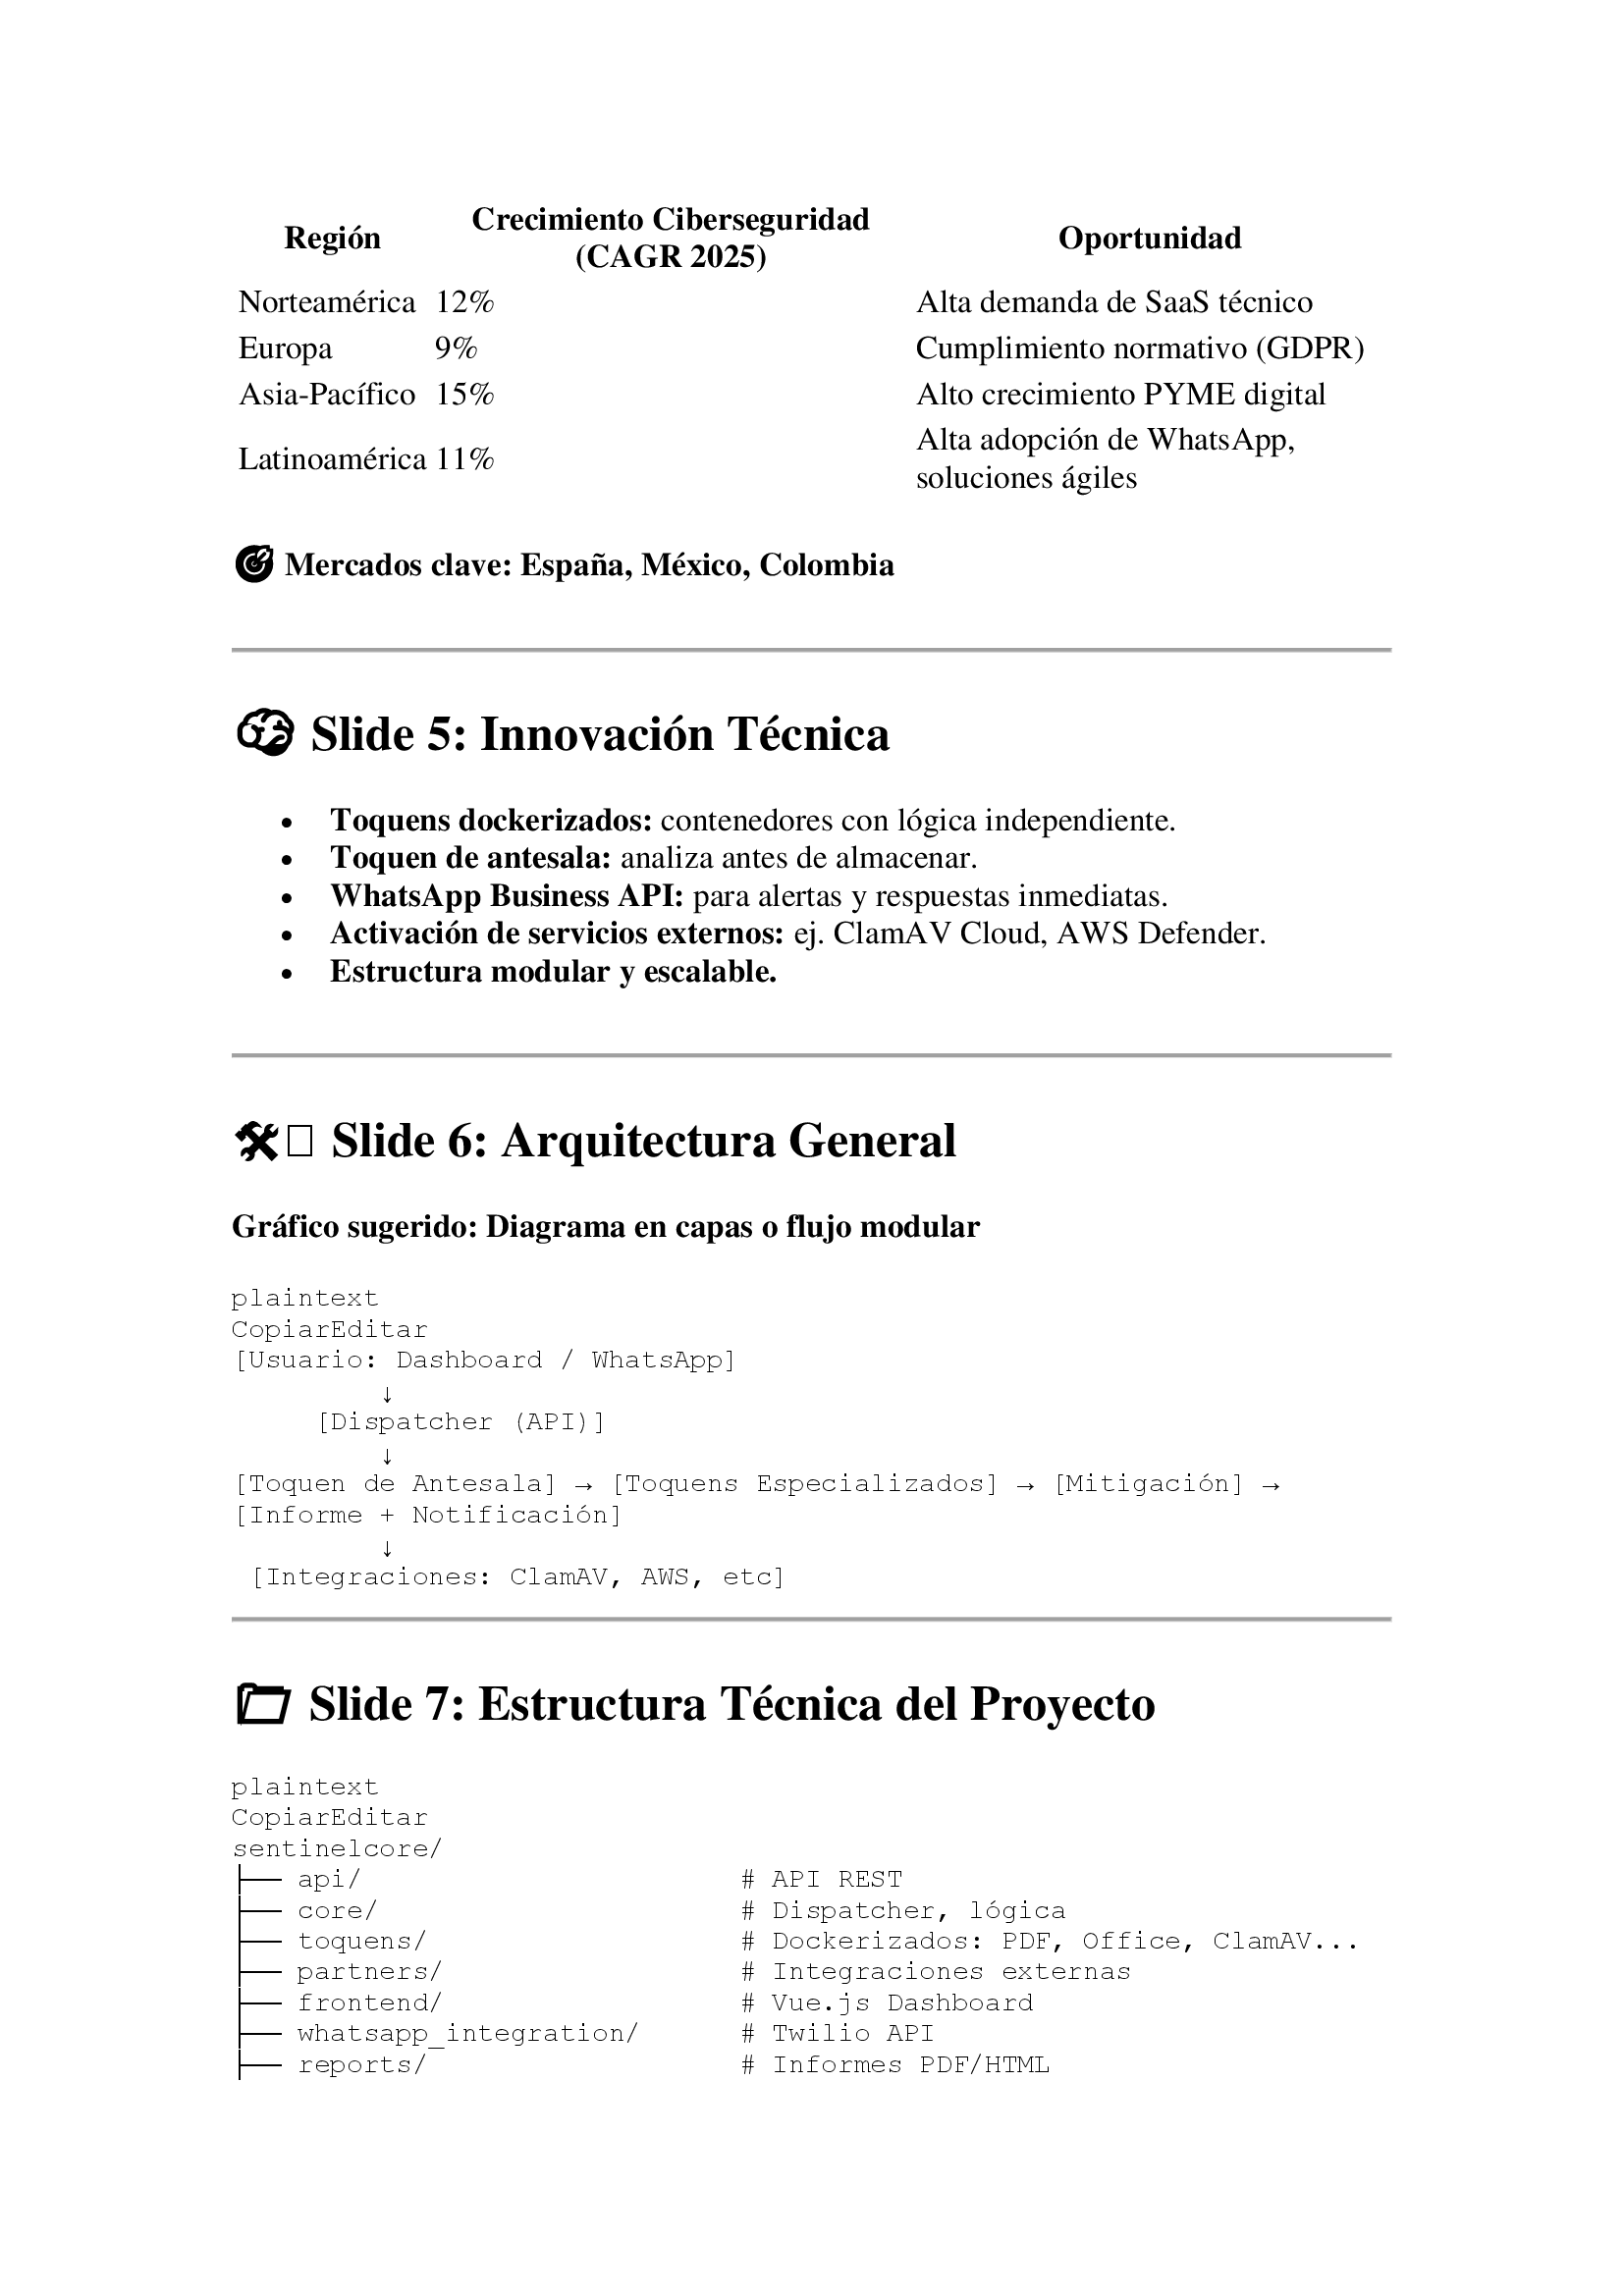 Región Crecimiento Ciberseguridad (CAGR 2025) Oportunidad
Norteamérica 12% Alta demanda de SaaS técnico
Europa 9% Cumplimiento normativo (GDPR)
Asia-Pacífico 15% Alto crecimiento PYME digital
Latinoamérica 11% Alta adopción de WhatsApp,
soluciones ágiles
🎯 Mercados clave: España, México, Colombia
🧠 Slide 5: Innovación Técnica
• Toquens dockerizados: contenedores con lógica independiente.
• Toquen de antesala: analiza antes de almacenar.
• WhatsApp Business API: para alertas y respuestas inmediatas.
• Activación de servicios externos: ej. ClamAV Cloud, AWS Defender.
• Estructura modular y escalable.
🛠️ Slide 6: Arquitectura General
Gráfico sugerido: Diagrama en capas o flujo modular
plaintext
CopiarEditar
[Usuario: Dashboard / WhatsApp]
↓
[Dispatcher (API)]
↓
[Toquen de Antesala] → [Toquens Especializados] → [Mitigación] →
[Informe + Notificación]
↓
[Integraciones: ClamAV, AWS, etc]
🗂 Slide 7: Estructura Técnica del Proyecto
plaintext
CopiarEditar
sentinelcore/
├── api/ # API REST
├── core/ # Dispatcher, lógica
├── toquens/ # Dockerizados: PDF, Office, ClamAV...
├── partners/ # Integraciones externas
├── frontend/ # Vue.js Dashboard
├── whatsapp_integration/ # Twilio API
├── reports/ # Informes PDF/HTML